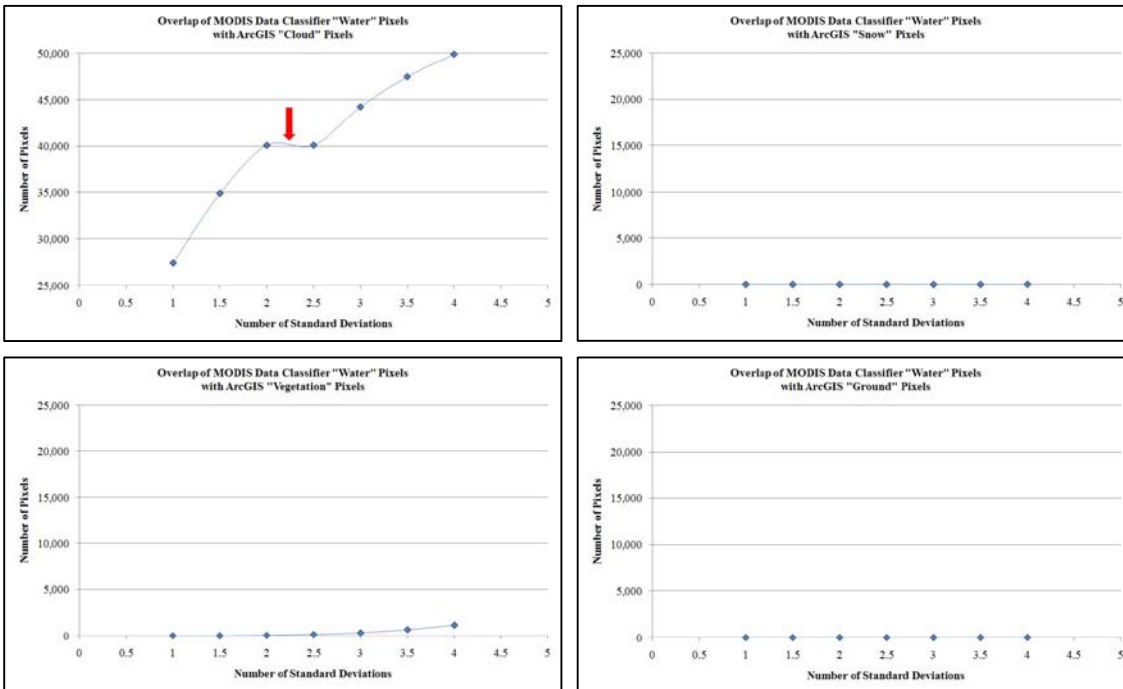 Overlap of MODIS Data Classifier "Water" Pixels
with ArcGIS "Cloud" Pixels
50,000
45,000
40,000
35,000
30,000
25,000
Number of Pixels
0 0.5 1 1.5 2 2.5 3 3.5 4 4.5 5
Number of Standard Deviations
Overlap of MODIS Data Classifier "Water" Pixels
with ArcGIS "Snow" Pixels
25,000
20,000
15,000
10,000
5,000
0
Number of Pixels
0 0.5 1 1.5 2 2.5 3 3.5 4 4.5 5
Number of Standard Deviations
Overlap of MODIS Data Classifier "Water" Pixels
with ArcGIS "Vegetation" Pixels
25,000
20,000
15,000
10,000
5,000
0
Number of Pixels
0 0.5 1 1.5 2 2.5 3 3.5 4 4.5 5
Number of Standard Deviations
Overlap of MODIS Data Classifier "Water" Pixels
with ArcGIS "Ground" Pixels
25,000
20,000
15,000
10,000
5,000
0
Number of Pixels
0 0.5 1 1.5 2 2.5 3 3.5 4 4.5 5
Number of Standard Deviations